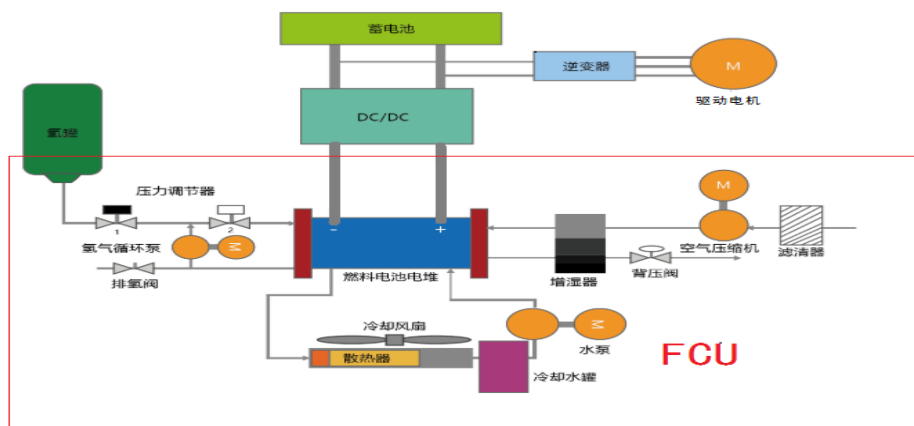 蓄电池
逆变器
M
驱动电机
DC/DC
氢罐
压力调节器
1
2
-
+
M
空气压缩机
滤清器
氢气循环泵
M
排氢阀
燃料电池电堆
增湿器
背压阀
冷却风扇
散热器
M
水泵
冷却水罐
FCU